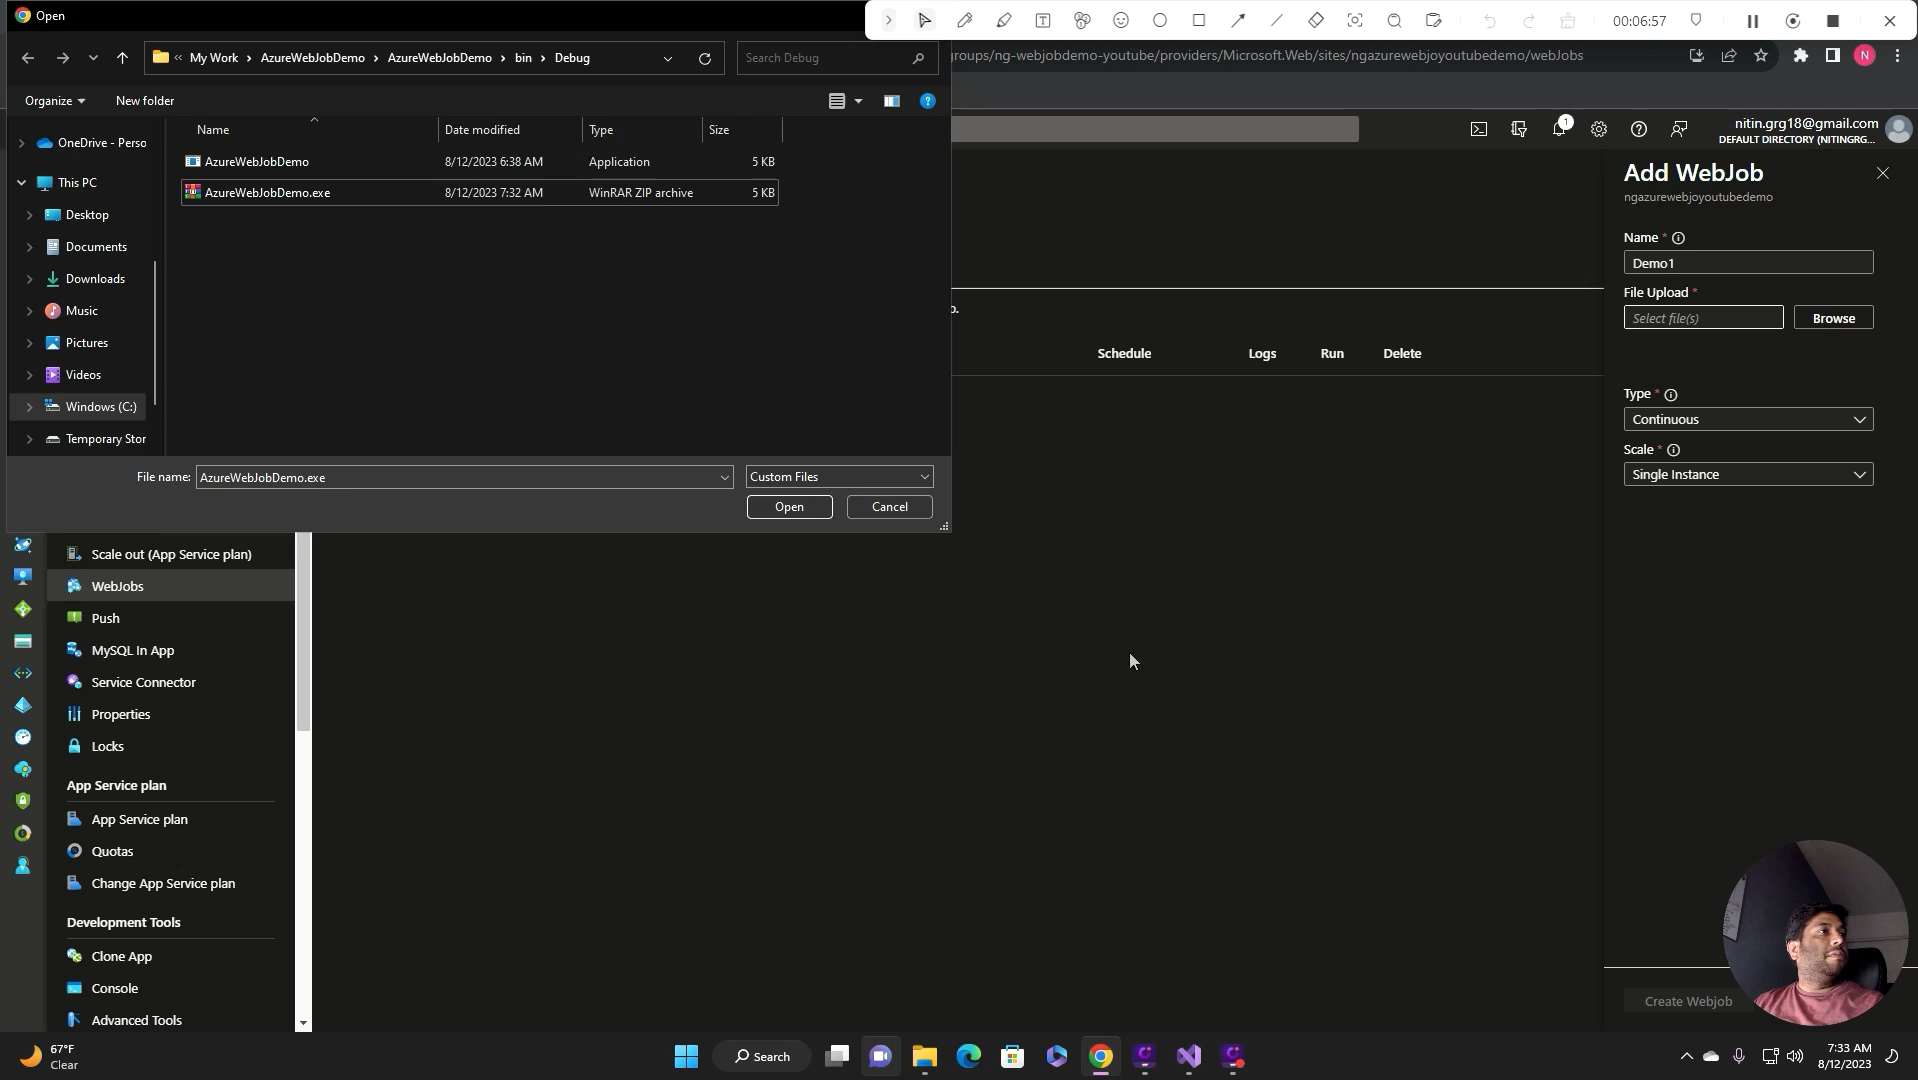 Open
00:06:57
« My Work › AzureWebJobDemo › AzureWebJobDemo › bin › Debug
Search Debug
groups/ng-webjobdemo-youtube/providers/Microsoft.Web/sites/ngazurewebjoyoutubedemo/webJobs
N
Organize
New folder
Name
Date modified
Type
Size
AzureWebJobDemo
8/12/2023 6:38 AM
Application
5 KB
AzureWebJobDemo.exe
8/12/2023 7:32 AM
WinRAR ZIP archive
5 KB
OneDrive - Perso
This PC
Desktop
Documents
Downloads
Music
Pictures
Videos
Windows (C:)
Temporary Stor
File name:
AzureWebJobDemo.exe
Custom Files
Open
Cancel
1
nitin.grg18@gmail.com
DEFAULT DIRECTORY (NITINGRG...
Schedule
Logs
Run
Delete
Add WebJob
ngazurewebjoyoutubedemo
Name *
Demo1
File Upload *
Select file(s)
Browse
Type *
Continuous
Scale *
Single Instance
Create Webjob
Scale out (App Service plan)
WebJobs
Push
MySQL In App
Service Connector
Properties
Locks
App Service plan
App Service plan
Quotas
Change App Service plan
Development Tools
Clone App
Console
Advanced Tools
67°F
Clear
Search
7:33 AM
8/12/2023